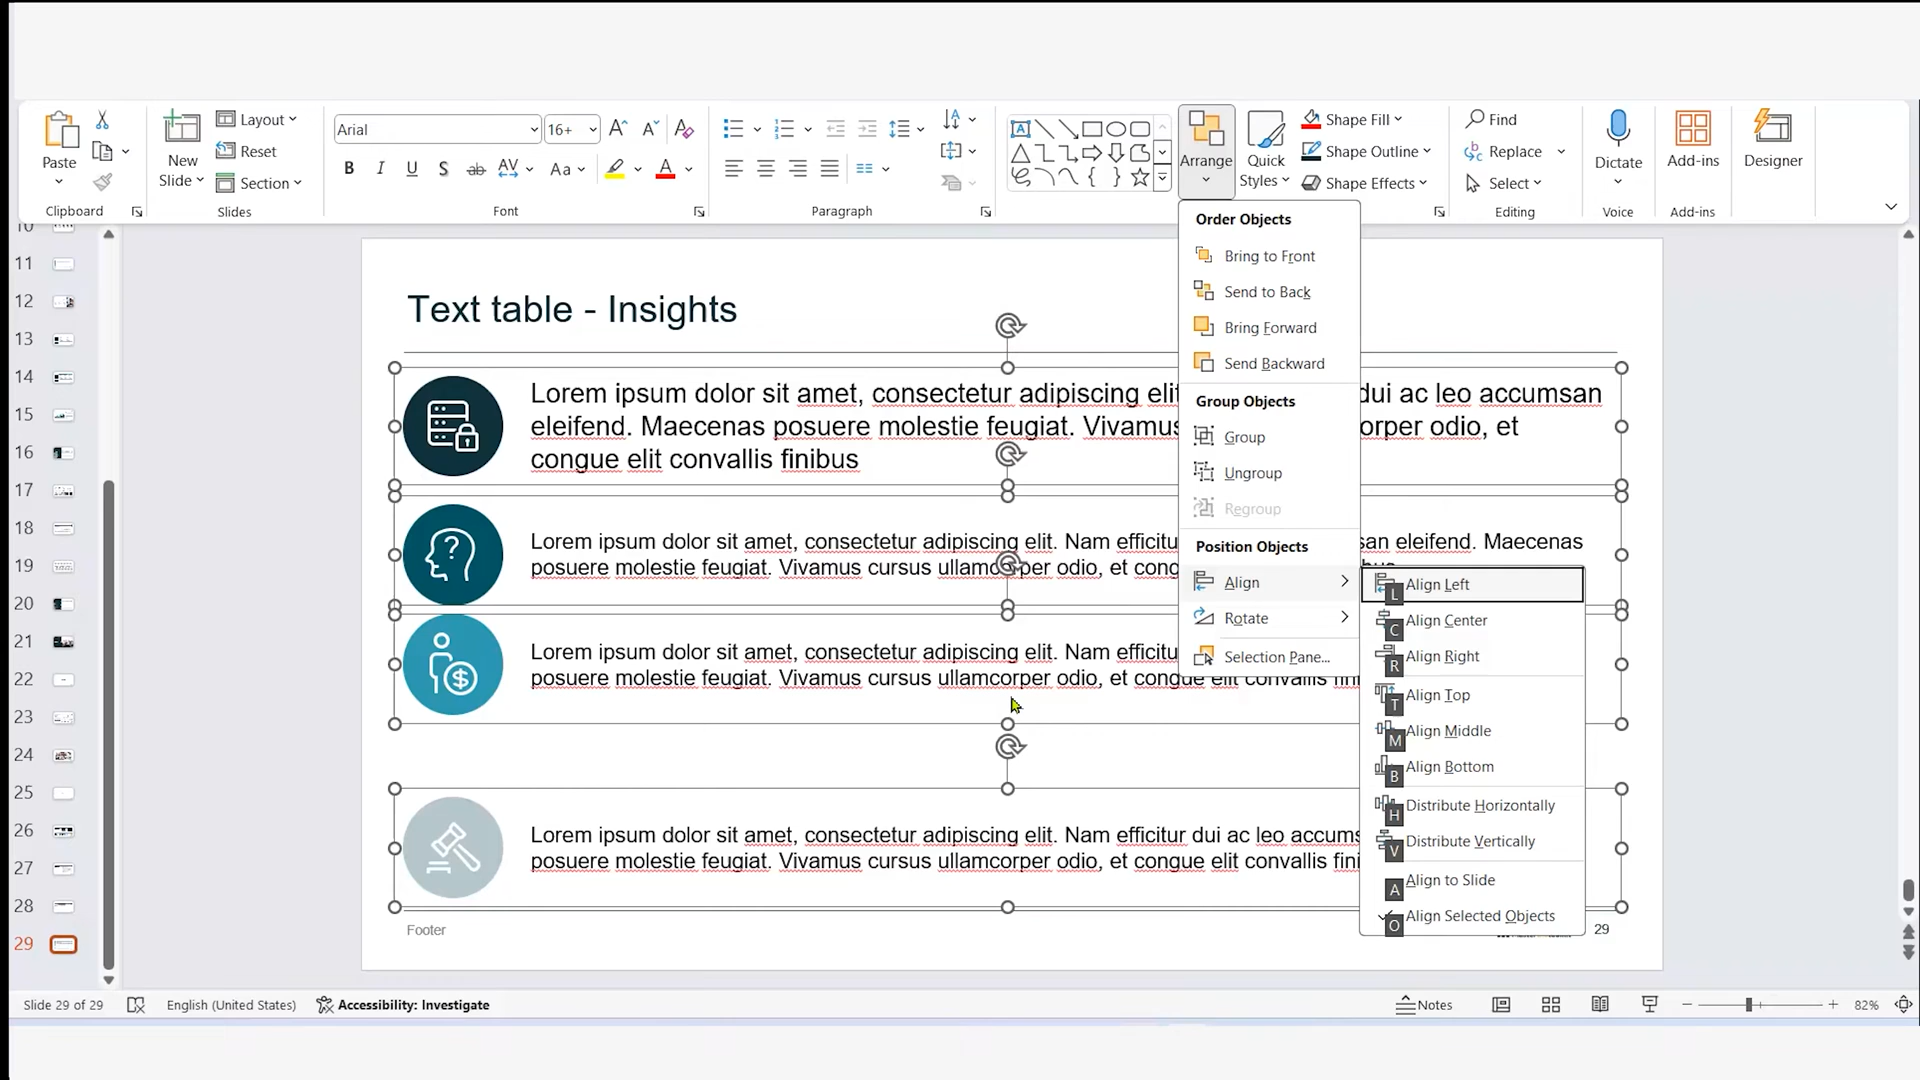 Paste
Clipboard
New
Slide
Layout
Reset
Section
Slides
Arial
16+
B I U S ab AV Aa A
Font
Paragraph
Arrange
Quick
Styles
Shape Fill
Shape Outline
Shape Effects
Find
Replace
Select
Editing
Dictate
Voice
Add-ins
Add-ins
Designer
Order Objects
Bring to Front
Send to Back
Bring Forward
Send Backward
Group Objects
Group
Ungroup
Regroup
Position Objects
Align
Rotate
Selection Pane...
L Align Left
C Align Center
R Align Right
T Align Top
M Align Middle
B Align Bottom
H Distribute Horizontally
V Distribute Vertically
A Align to Slide
O Align Selected Objects
10
11
12
13
14
15
16
17
18
19
20
21
22
23
24
25
26
27
28
29
Text table - Insights
Lorem ipsum dolor sit amet, consectetur adipiscing elit dui ac leo accumsan
eleifend. Maecenas posuere molestie feugiat. Vivamus orper odio, et
congue elit convallis finibus
Lorem ipsum dolor sit amet, consectetur adipiscing elit. Nam efficitu san eleifend. Maecenas
posuere molestie feugiat. Vivamus cursus ullamcorper odio, et cong
Lorem ipsum dolor sit amet, consectetur adipiscing elit. Nam efficitu
posuere molestie feugiat. Vivamus cursus ullamcorper odio, et congue elit convallis fini
Lorem ipsum dolor sit amet, consectetur adipiscing elit. Nam efficitur dui ac leo accums
posuere molestie feugiat. Vivamus cursus ullamcorper odio, et congue elit convallis fini
Footer
29
Slide 29 of 29
English (United States)
Accessibility: Investigate
Notes
82%